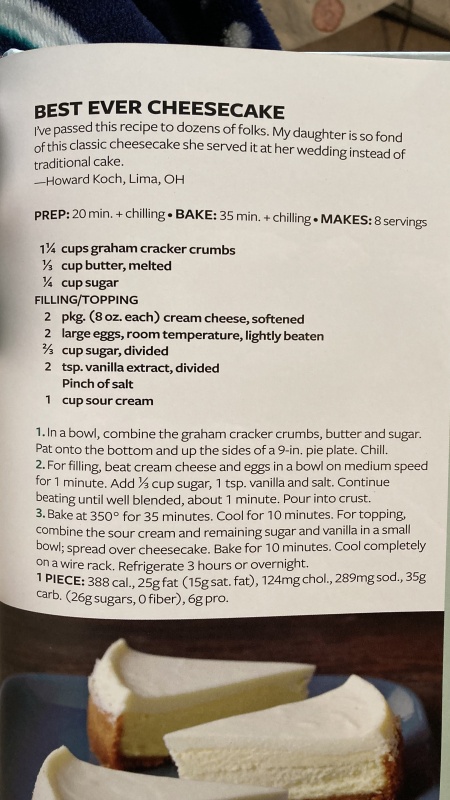 BEST EVER CHEESECAKE
I've passed this recipe to dozens of folks. My daughter is so fond
of this classic cheesecake she served it at her wedding instead of
traditional cake.
—Howard Koch, Lima, OH
PREP: 20 min. + chilling • BAKE: 35 min. + chilling • MAKES: 8 servings
1¼ cups graham cracker crumbs
⅓ cup butter, melted
¼ cup sugar
FILLING/TOPPING
2 pkg. (8 oz. each) cream cheese, softened
2 large eggs, room temperature, lightly beaten
⅔ cup sugar, divided
2 tsp. vanilla extract, divided
Pinch of salt
1 cup sour cream
1. In a bowl, combine the graham cracker crumbs, butter and sugar.
Pat onto the bottom and up the sides of a 9-in. pie plate. Chill.
2. For filling, beat cream cheese and eggs in a bowl on medium speed
for 1 minute. Add ⅓ cup sugar, 1 tsp. vanilla and salt. Continue
beating until well blended, about 1 minute. Pour into crust.
3. Bake at 350° for 35 minutes. Cool for 10 minutes. For topping,
combine the sour cream and remaining sugar and vanilla in a small
bowl; spread over cheesecake. Bake for 10 minutes. Cool completely
on a wire rack. Refrigerate 3 hours or overnight.
1 PIECE: 388 cal., 25g fat (15g sat. fat), 124mg chol., 289mg sod., 35g
carb. (26g sugars, 0 fiber), 6g pro.